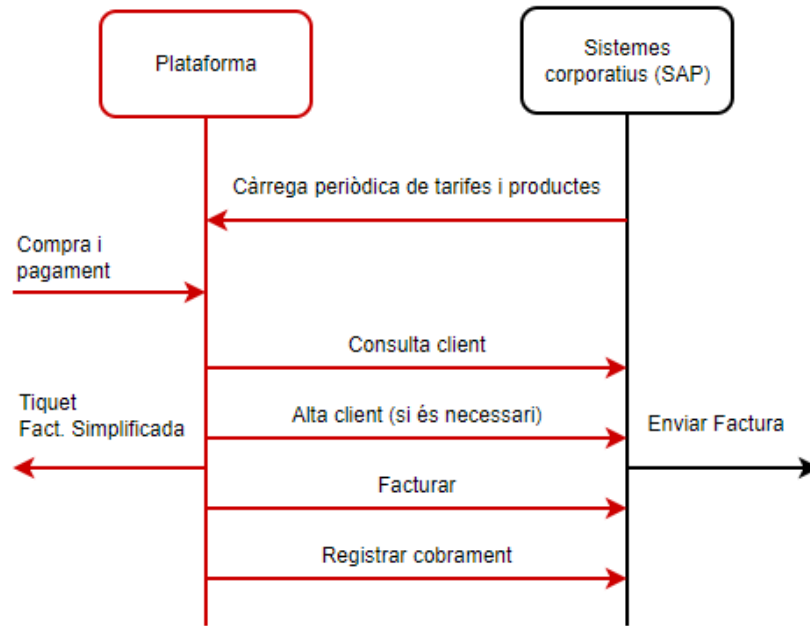 Plataforma
Sistemes
corporatius (SAP)
Càrrega periòdica de tarifes i productes
Compra i
pagament
Consulta client
Tiquet
Fact. Simplificada
Alta client (si és necessari)
Enviar Factura
Facturar
Registrar cobrament